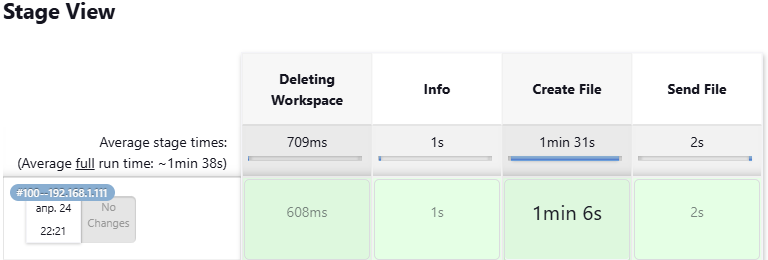 Stage View
Deleting
Workspace
Info
Create File
Send File
Average stage times:
709ms
1s
1min 31s
2s
(Average full run time: ~1min 38s)
#100--192.168.1.111
апр. 24
22:21
No
Changes
608ms
1s
1min 6s
2s